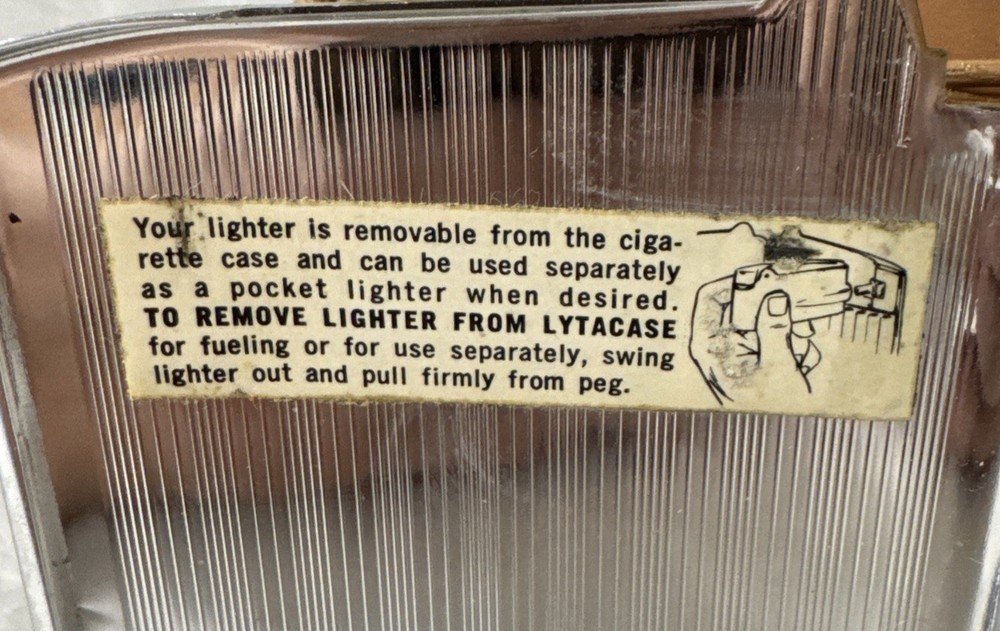 Your lighter is removable from the ciga-
rette case and can be used separately
as a pocket lighter when desired.
TO REMOVE LIGHTER FROM LYTACASE
for fueling or for use separately, swing
lighter out and pull firmly from peg.